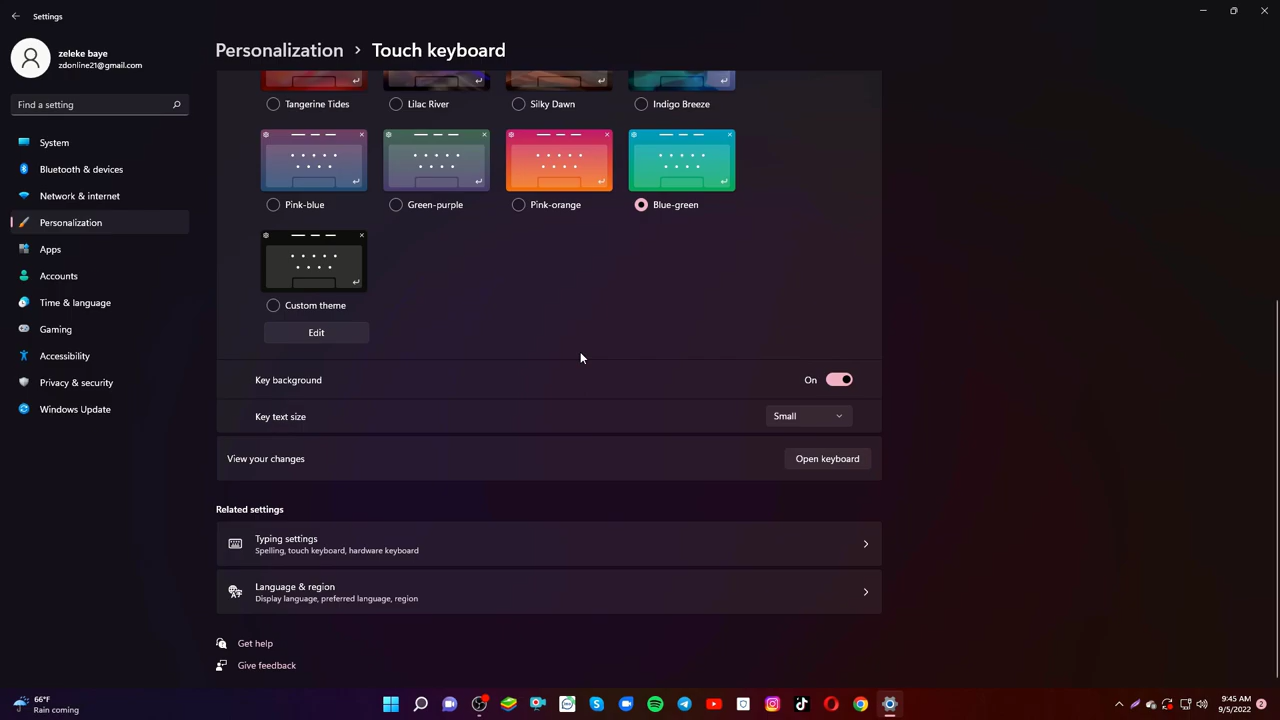 Settings
zeleke baye
zdonline21@gmail.com
Find a setting
System
Bluetooth & devices
Network & internet
Personalization
Apps
Accounts
Time & language
Gaming
Accessibility
Privacy & security
Windows Update
Personalization > Touch keyboard
Tangerine Tides
Lilac River
Silky Dawn
Indigo Breeze
Pink-blue
Green-purple
Pink-orange
Blue-green
Custom theme
Edit
Key background
On
Key text size
Small
View your changes
Open keyboard
Related settings
Typing settings
Spelling, touch keyboard, hardware keyboard
Language & region
Display language, preferred language, region
Get help
Give feedback
66°F
Rain coming
9:45 AM
9/5/2022
2